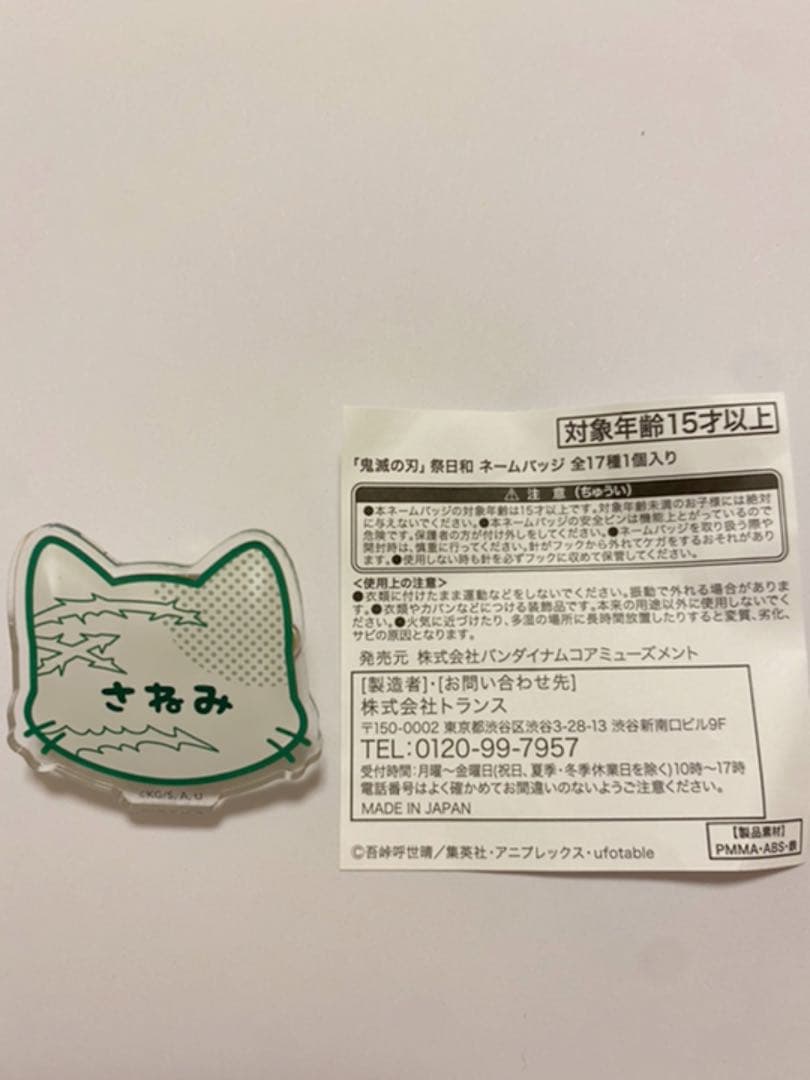 さねみ
©KG/S, A, U
対象年齢15才以上
「鬼滅の刃」祭日和 ネームバッジ 全17種1個入り
⚠ 注 意(ちゅうい)
●本ネームバッジの対象年齢は15才以上です。対象年齢未満のお子様には絶対
に与えないでください。●本ネームバッジの安全ピンは機能上とがっているので
危険です。保護者の方が付け外しをしてください。●ネームバッジを取り扱う際や
開封時は、慎重に行ってください。針がフックから外れてケガをするおそれがあり
ます。●使用しない時も針を必ずフックに収めて保管してください。
<使用上の注意>
●衣類に付けたまま運動などをしないでください。振動で外れる場合がありま
す。●衣類やカバンなどにつける装飾品です。本来の用途以外に使用しないでく
ださい。●火気に近づけたり、多湿の場所に長時間放置したりすると変質、劣化、
サビの原因となります。
発売元 株式会社バンダイナムコアミューズメント
[製造者]・[お問い合わせ先]
株式会社トランス
〒150-0002 東京都渋谷区渋谷3-28-13 渋谷新南口ビル9F
TEL:0120-99-7957
受付時間:月曜〜金曜日(祝日、夏季・冬季休業日を除く)10時〜17時
電話番号はよく確かめてお間違いのないようご注意ください。
MADE IN JAPAN
【製品素材】
PMMA・ABS・鉄
©吾峠呼世晴/集英社・アニプレックス・ufotable